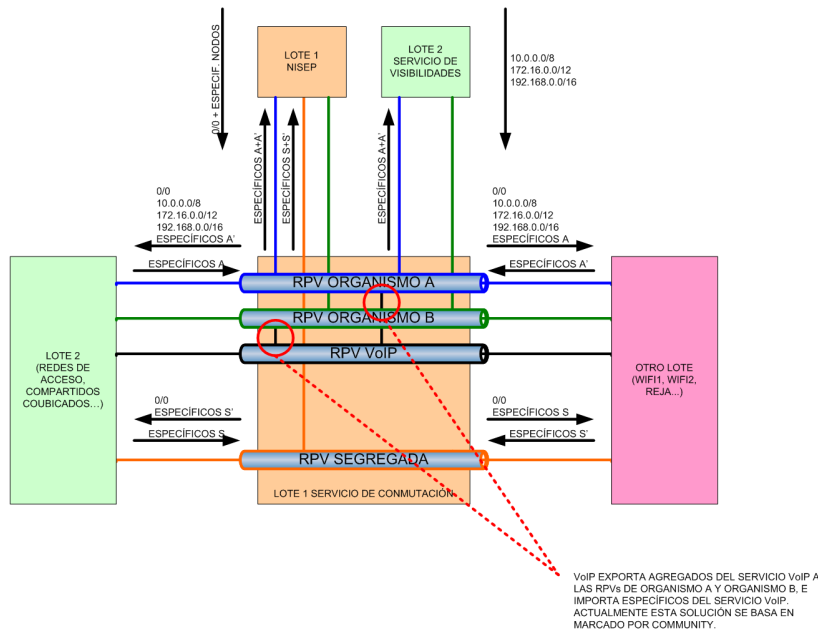 0/0 + ESPECIF. NODOS
LOTE 1
NISEP
LOTE 2
SERVICIO DE
VISIBILIDADES
10.0.0.0/8
172.16.0.0/12
192.168.0.0/16
ESPECÍFICOS A+A'
ESPECÍFICOS S+S'
ESPECÍFICOS A+A'
0/0
10.0.0.0/8
172.16.0.0/12
192.168.0.0/16
ESPECÍFICOS A'
ESPECÍFICOS A
0/0
10.0.0.0/8
172.16.0.0/12
192.168.0.0/16
ESPECÍFICOS A
ESPECÍFICOS A'
RPV ORGANISMO A
RPV ORGANISMO B
RPV VoIP
LOTE 2
(REDES DE
ACCESO,
COMPARTIDOS
COUBICADOS...)
OTRO LOTE
(WIFI1, WIFI2,
REJA...)
0/0
ESPECÍFICOS S'
ESPECÍFICOS S
0/0
ESPECÍFICOS S
ESPECÍFICOS S'
RPV SEGREGADA
LOTE 1 SERVICIO DE CONMUTACIÓN
VoIP EXPORTA AGREGADOS DEL SERVICIO VoIP A
LAS RPVs DE ORGANISMO A Y ORGANISMO B, E
IMPORTA ESPECÍFICOS DEL SERVICIO VoIP.
ACTUALMENTE ESTA SOLUCIÓN SE BASA EN
MARCADO POR COMMUNITY.